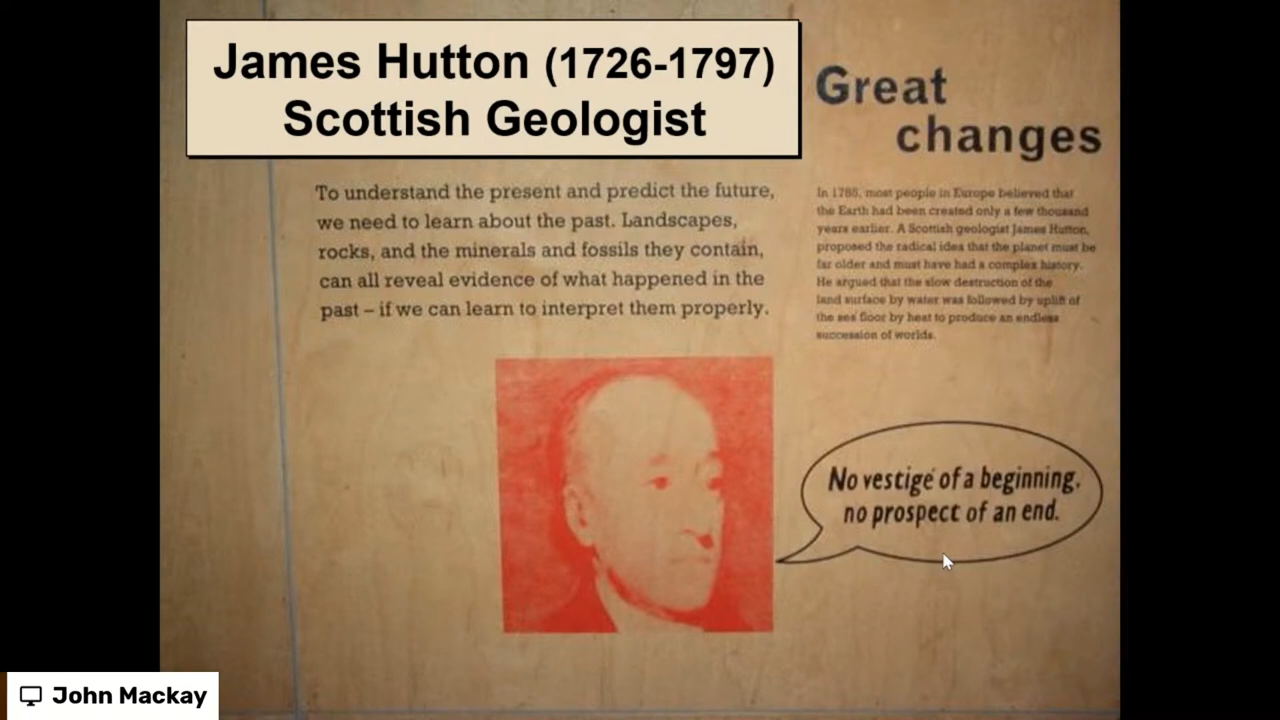 James Hutton (1726-1797)
Scottish Geologist
Great
changes
To understand the present and predict the future,
we need to learn about the past. Landscapes,
rocks, and the minerals and fossils they contain,
can all reveal evidence of what happened in the
past – if we can learn to interpret them properly.
In 1785, most people in Europe believed that
the Earth had been created only a few thousand
years earlier. A Scottish geologist James Hutton,
proposed the radical idea that the planet must be
far older and must have had a complex history.
He argued that the slow destruction of the
land surface by water was followed by uplift of
the sea floor by heat to produce an endless
succession of worlds.
No vestige of a beginning,
no prospect of an end.
John Mackay